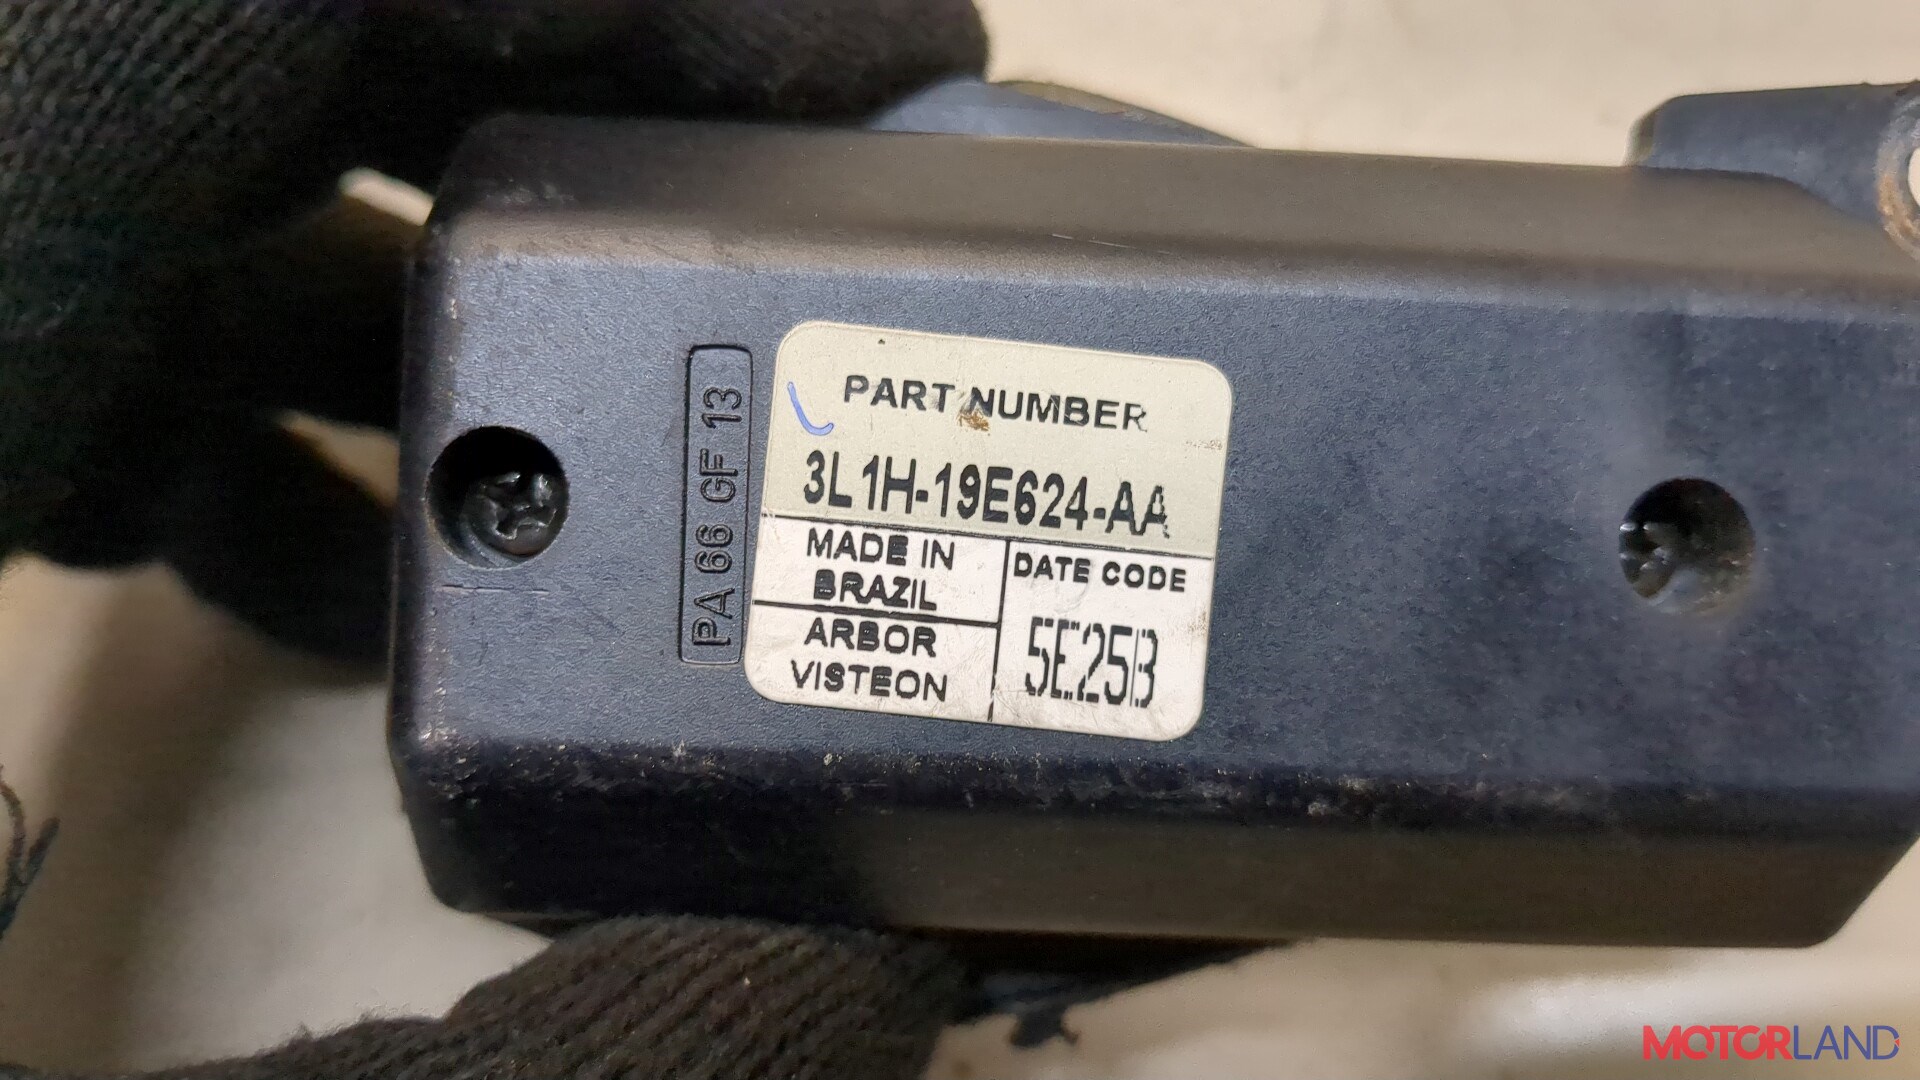 PA 66 GF 13
PART NUMBER
3L1H-19E624-AA
MADE IN
BRAZIL
ARBOR
VISTEON
DATE CODE
5E25B
MOTORLAND